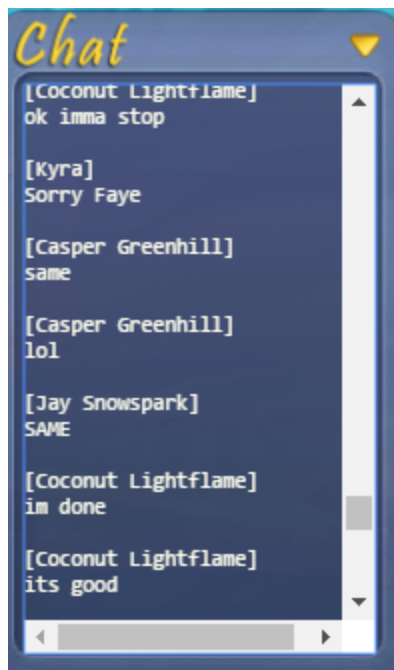 Chat
[Coconut Lightflame]
ok imma stop
[Kyra]
Sorry Faye
[Casper Greenhill]
same
[Casper Greenhill]
lol
[Jay Snowspark]
SAME
[Coconut Lightflame]
im done
[Coconut Lightflame]
its good